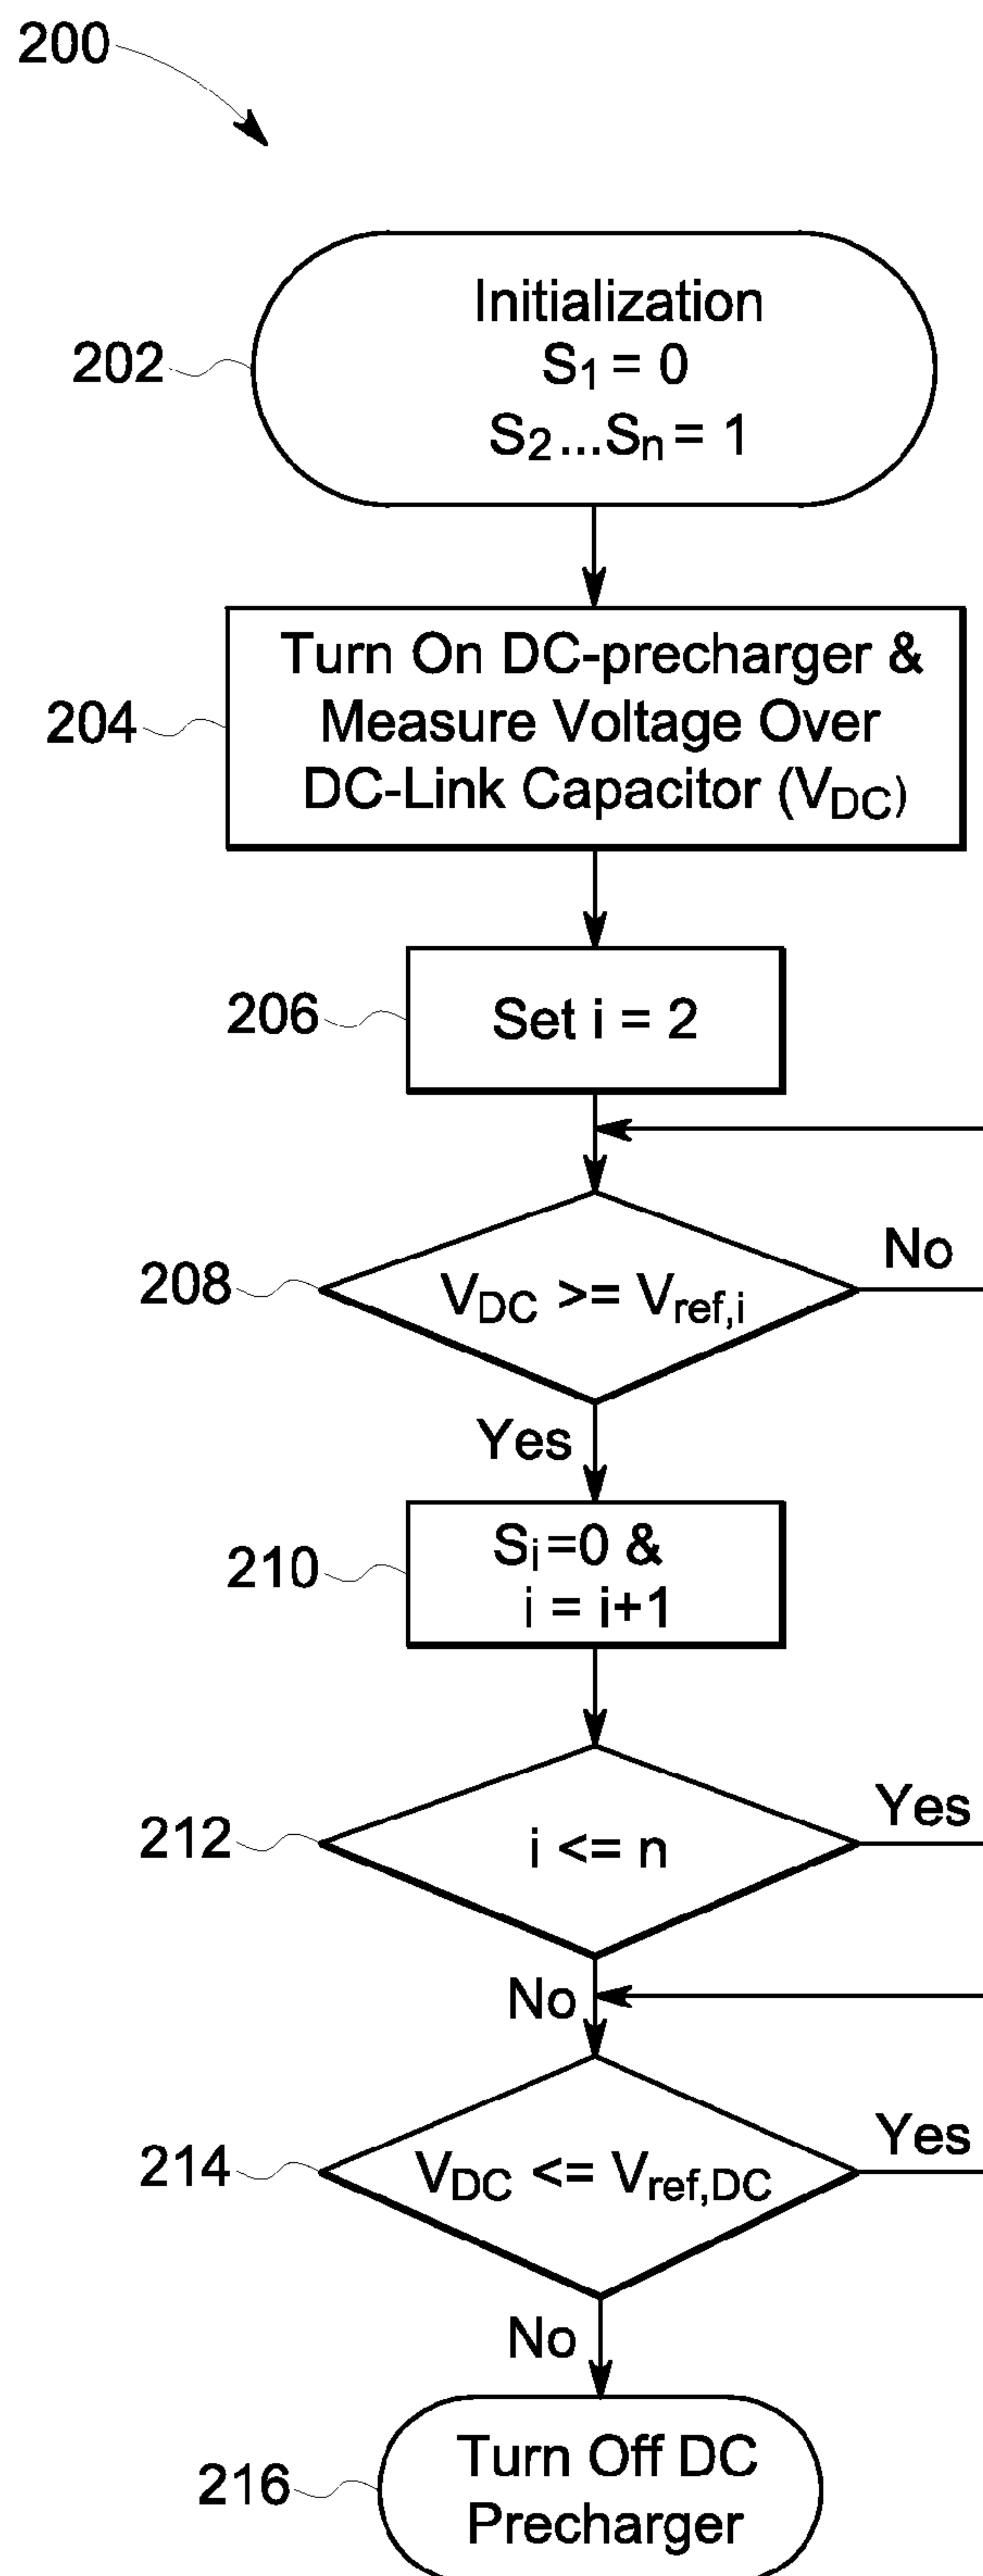 200
202
Initialization
S1 = 0
S2...Sn = 1
204
Turn On DC-precharger &
Measure Voltage Over
DC-Link Capacitor (VDC)
206
Set i = 2
208
VDC >= Vref,i
No
Yes
210
Si=0 &
i = i+1
212
i <= n
Yes
No
214
VDC <= Vref,DC
Yes
No
216
Turn Off DC
Precharger